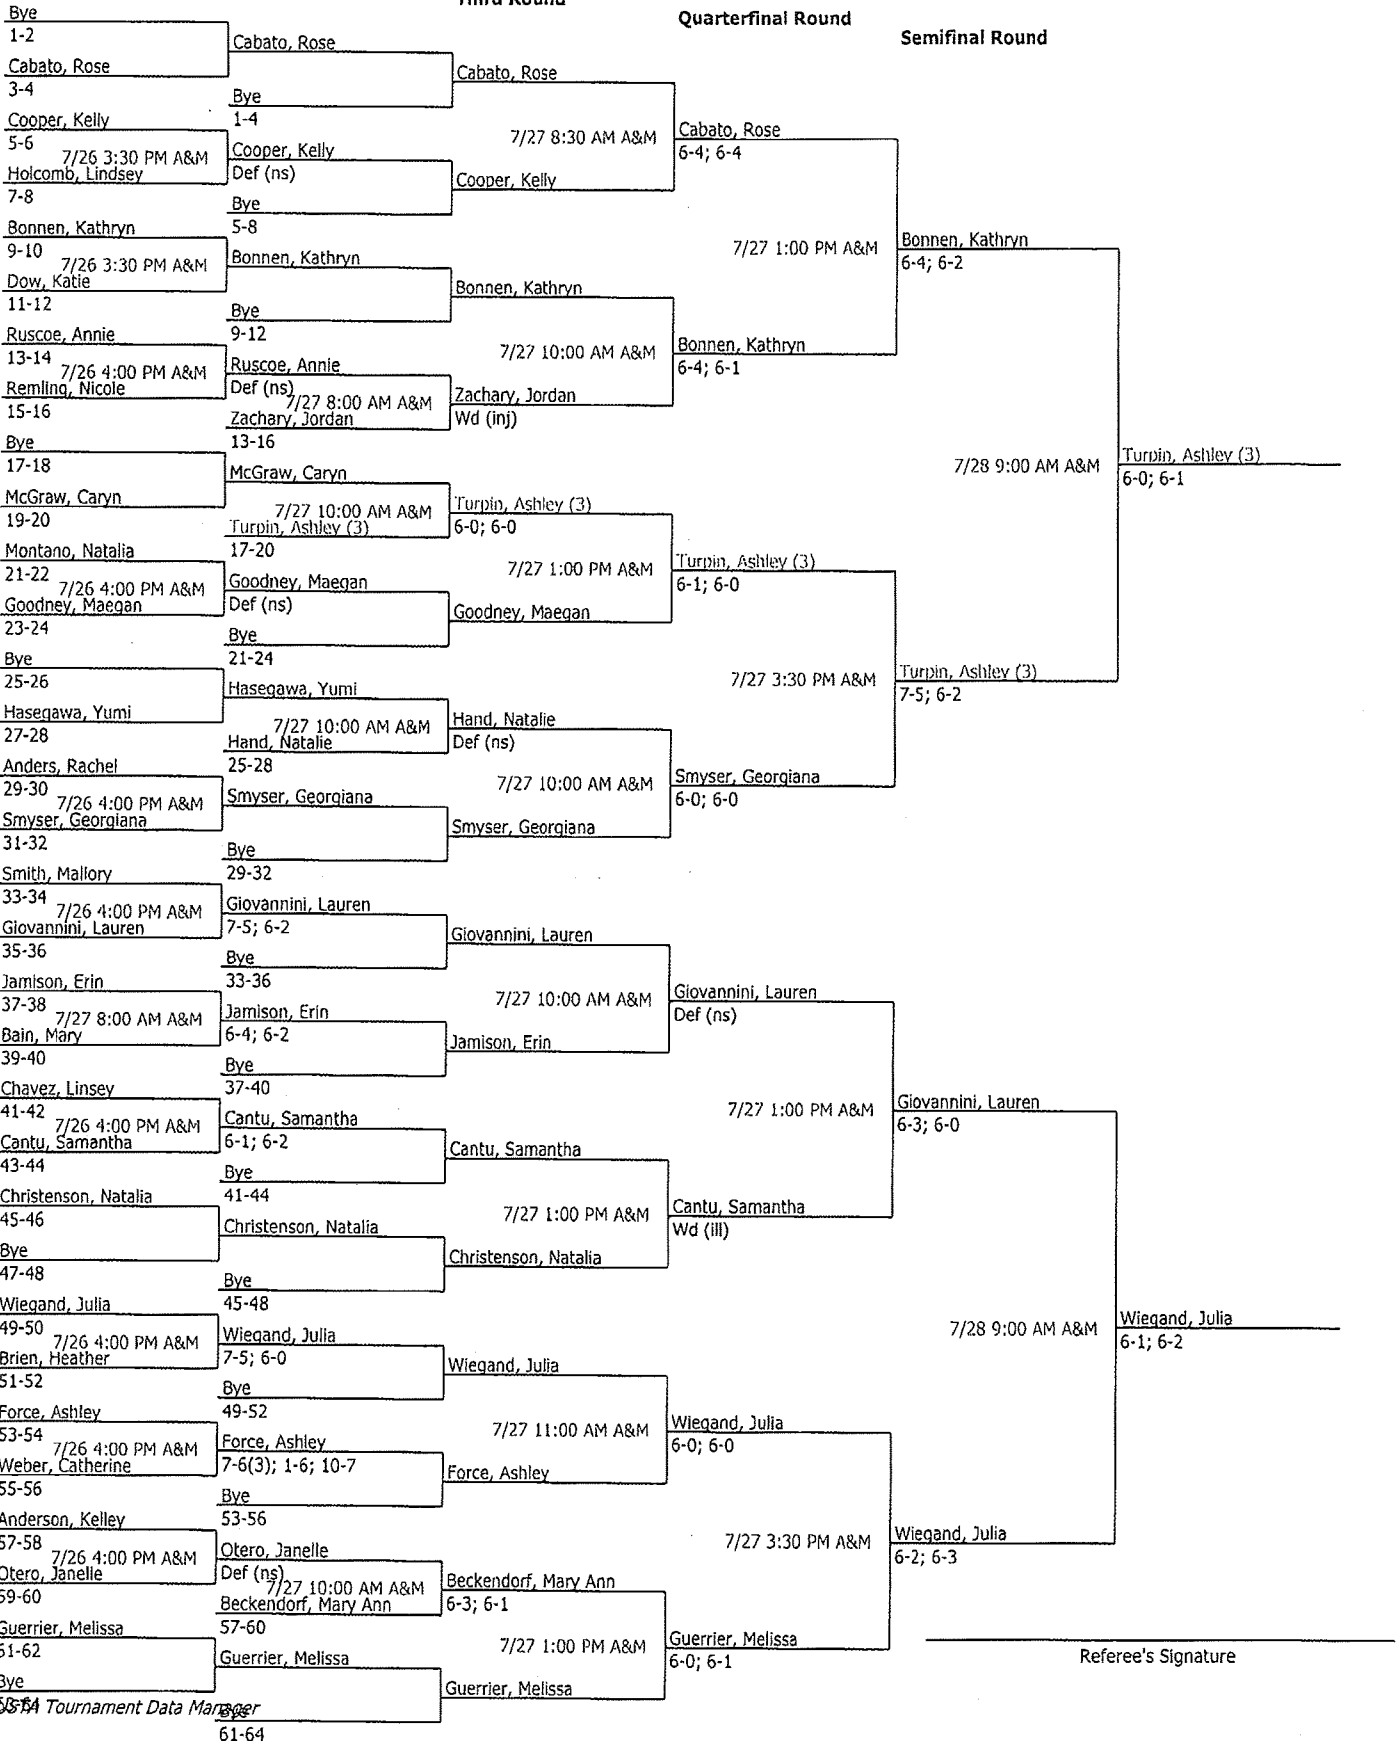 Third Round
Quarterfinal Round
Semifinal Round
Bye
1-2
Cabato, Rose
3-4
Cooper, Kelly
5-6
7/26 3:30 PM A&M
Holcomb, Lindsey
7-8
Bonnen, Kathryn
9-10
7/26 3:30 PM A&M
Dow, Katie
11-12
Ruscoe, Annie
13-14
7/26 4:00 PM A&M
Remling, Nicole
15-16
Bye
17-18
McGraw, Caryn
19-20
Montano, Natalia
21-22
7/26 4:00 PM A&M
Goodney, Maegan
23-24
Bye
25-26
Hasegawa, Yumi
27-28
Anders, Rachel
29-30
7/26 4:00 PM A&M
Smyser, Georgiana
31-32
Smith, Mallory
33-34
7/26 4:00 PM A&M
Giovannini, Lauren
35-36
Jamison, Erin
37-38
7/27 8:00 AM A&M
Bain, Mary
39-40
Chavez, Linsey
41-42
7/26 4:00 PM A&M
Cantu, Samantha
43-44
Christenson, Natalia
45-46
Bye
47-48
Wiegand, Julia
49-50
7/26 4:00 PM A&M
Brien, Heather
51-52
Force, Ashley
53-54
7/26 4:00 PM A&M
Weber, Catherine
55-56
Anderson, Kelley
57-58
7/26 4:00 PM A&M
Otero, Janelle
59-60
Guerrier, Melissa
61-62
Bye
USTA Tournament Data Manager
Cabato, Rose
Bye
1-4
Cooper, Kelly
Def (ns)
Bye
5-8
Bonnen, Kathryn
Bye
9-12
Ruscoe, Annie
Def (ns)
7/27 8:00 AM A&M
Zachary, Jordan
13-16
McGraw, Caryn
7/27 10:00 AM A&M
Turpin, Ashley (3)
17-20
Goodney, Maegan
Def (ns)
Bye
21-24
Hasegawa, Yumi
7/27 10:00 AM A&M
Hand, Natalie
25-28
Smyser, Georgiana
Bye
29-32
Giovannini, Lauren
7-5; 6-2
Bye
33-36
Jamison, Erin
6-4; 6-2
Bye
37-40
Cantu, Samantha
6-1; 6-2
Bye
41-44
Christenson, Natalia
Bye
45-48
Wiegand, Julia
7-5; 6-0
Bye
49-52
Force, Ashley
7-6(3); 1-6; 10-7
Bye
53-56
Otero, Janelle
Def (ns)
7/27 10:00 AM A&M
Beckendorf, Mary Ann
57-60
Guerrier, Melissa
61-64
Cabato, Rose
7/27 8:30 AM A&M
Cooper, Kelly
Bonnen, Kathryn
7/27 10:00 AM A&M
Zachary, Jordan
Wd (inj)
Turpin, Ashley (3)
6-0; 6-0
7/27 1:00 PM A&M
Goodney, Maegan
Hand, Natalie
Def (ns)
7/27 10:00 AM A&M
Smyser, Georgiana
Giovannini, Lauren
7/27 10:00 AM A&M
Jamison, Erin
Cantu, Samantha
7/27 1:00 PM A&M
Christenson, Natalia
Wiegand, Julia
7/27 11:00 AM A&M
Force, Ashley
Beckendorf, Mary Ann
6-3; 6-1
7/27 1:00 PM A&M
Guerrier, Melissa
Cabato, Rose
6-4; 6-4
7/27 1:00 PM A&M
Bonnen, Kathryn
6-4; 6-1
Turpin, Ashley (3)
6-1; 6-0
7/27 3:30 PM A&M
Smyser, Georgiana
6-0; 6-0
Giovannini, Lauren
Def (ns)
7/27 1:00 PM A&M
Cantu, Samantha
Wd (ill)
Wiegand, Julia
6-0; 6-0
7/27 3:30 PM A&M
Guerrier, Melissa
6-0; 6-1
Bonnen, Kathryn
6-4; 6-2
7/28 9:00 AM A&M
Turpin, Ashley (3)
7-5; 6-2
Giovannini, Lauren
6-3; 6-0
7/28 9:00 AM A&M
Wiegand, Julia
6-2; 6-3
Turpin, Ashley (3)
6-0; 6-1
Wiegand, Julia
6-1; 6-2
Referee's Signature